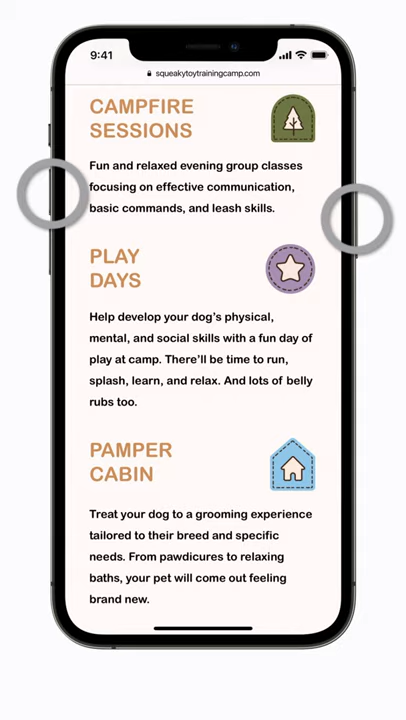 9:41
squeakytoytrainingcamp.com
CAMPFIRE
SESSIONS
Fun and relaxed evening group classes
focusing on effective communication,
basic commands, and leash skills.
PLAY
DAYS
Help develop your dog’s physical,
mental, and social skills with a fun day of
play at camp. There’ll be time to run,
splash, learn, and relax. And lots of belly
rubs too.
PAMPER
CABIN
Treat your dog to a grooming experience
tailored to their breed and specific
needs. From pawdicures to relaxing
baths, your pet will come out feeling
brand new.